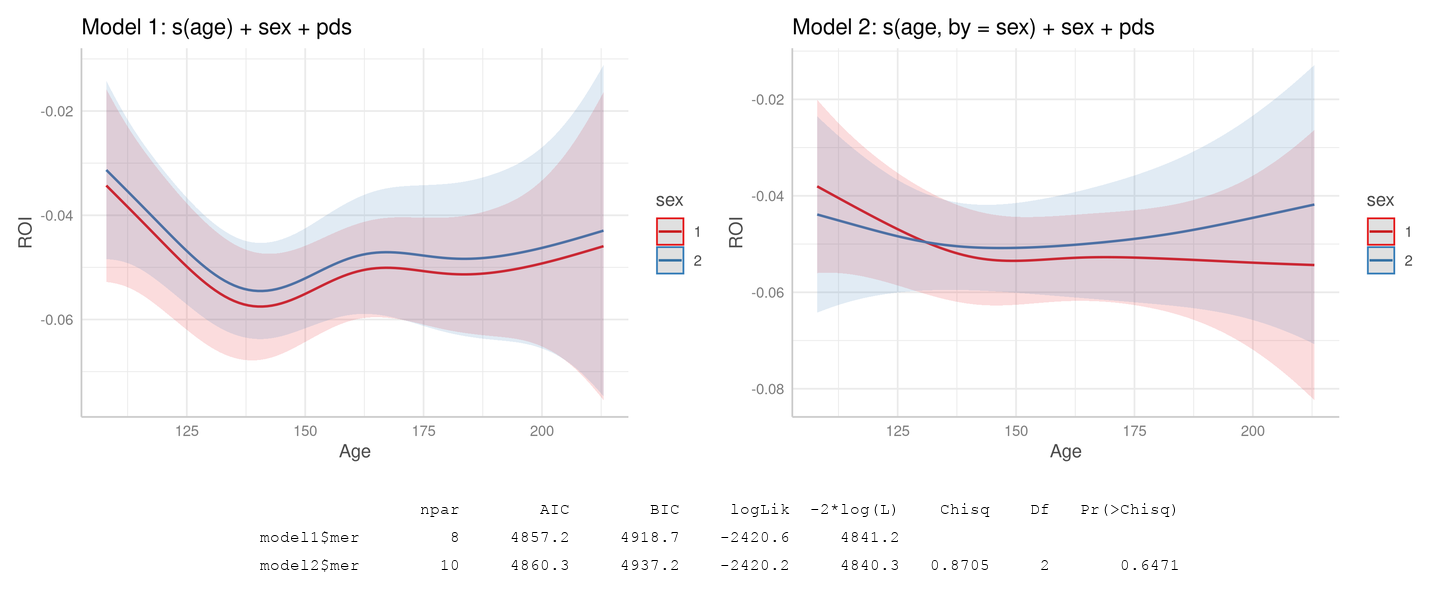 Model 1: s(age) + sex + pds
-0.02
-0.04
-0.06
ROI
125 150 175 200
Age
sex
1
2
Model 2: s(age, by = sex) + sex + pds
-0.02
-0.04
-0.06
-0.08
ROI
125 150 175 200
Age
sex
1
2
npar AIC BIC logLik -2*log(L) Chisq Df Pr(>Chisq)
model1$mer 8 4857.2 4918.7 -2420.6 4841.2
model2$mer 10 4860.3 4937.2 -2420.2 4840.3 0.8705 2 0.6471